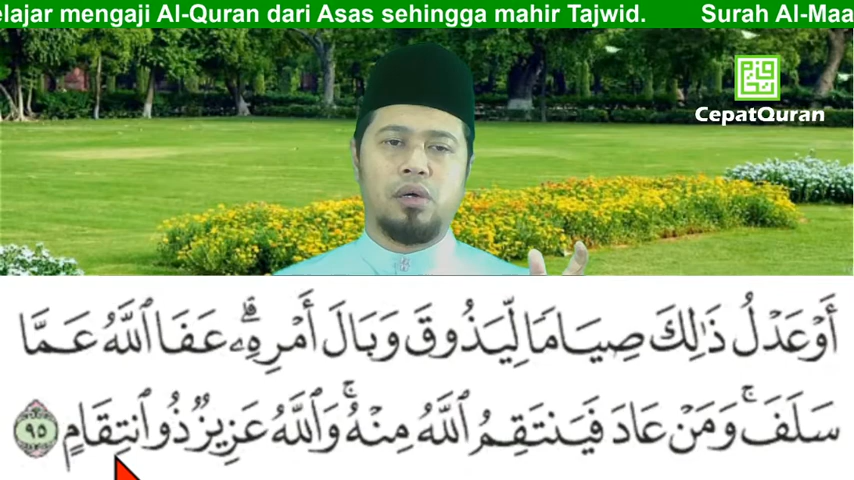 elajar mengaji Al-Quran dari Asas sehingga mahir Tajwid. Surah Al-Maa
CepatQuran
أَوْ عَدْلُ ذَٰلِكَ صِيَامًا لِّيَذُوقَ وَبَالَ أَمْرِهِۦ ۗ عَفَا ٱللَّهُ عَمَّا
سَلَفَ ۚ وَمَنْ عَادَ فَيَنتَقِمُ ٱللَّهُ مِنْهُ ۚ وَٱللَّهُ عَزِيزٌ ذُو ٱنتِقَامٍ ٩٥